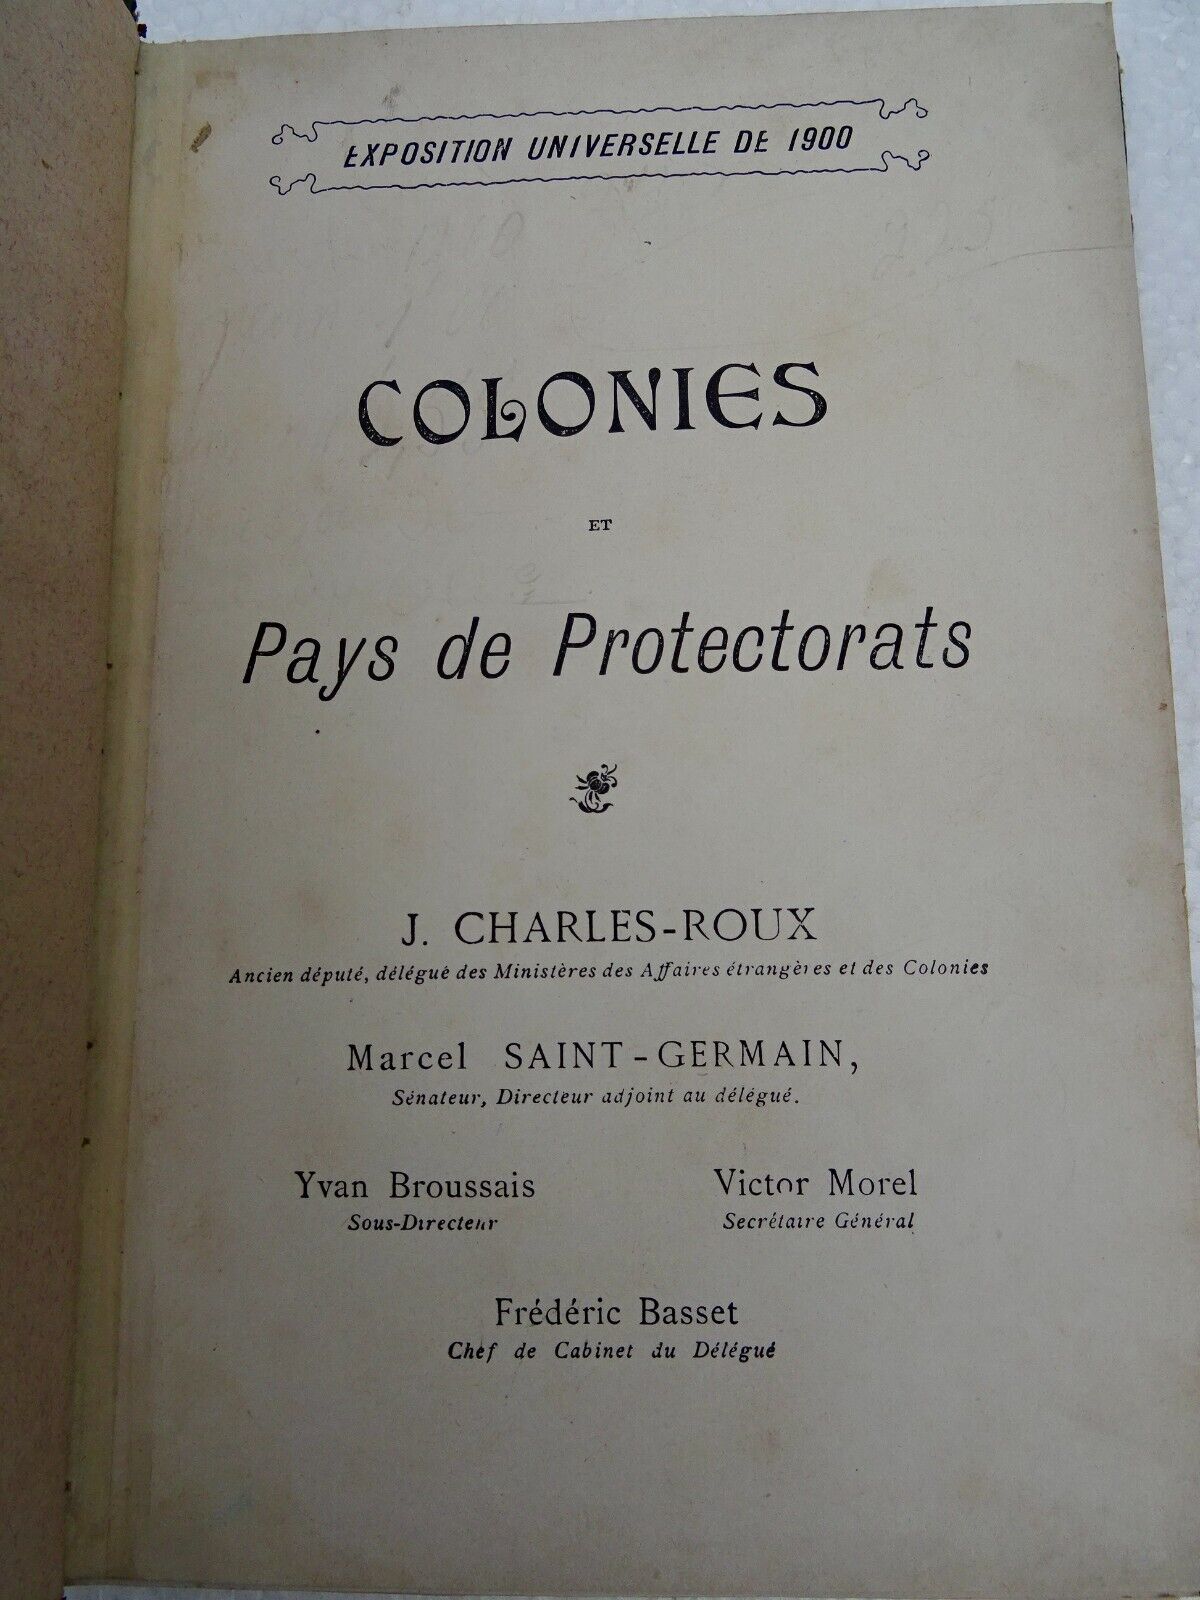 EXPOSITION UNIVERSELLE DE 1900
COLONIES
ET
Pays de Protectorats
J. CHARLES-ROUX
Ancien député, délégué des Ministères des Affaires étrangères et des Colonies
Marcel SAINT-GERMAIN,
Sénateur, Directeur adjoint au délégué.
Yvan Broussais
Sous-Directeur
Victor Morel
Secrétaire Général
Frédéric Basset
Chef de Cabinet du Délégué